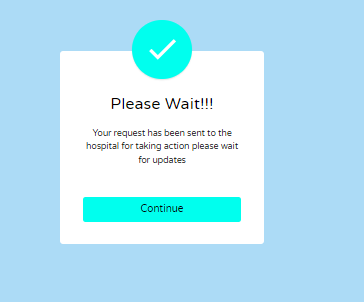 Please Wait!!!
Your request has been sent to the
hospital for taking action please wait
for updates
Continue